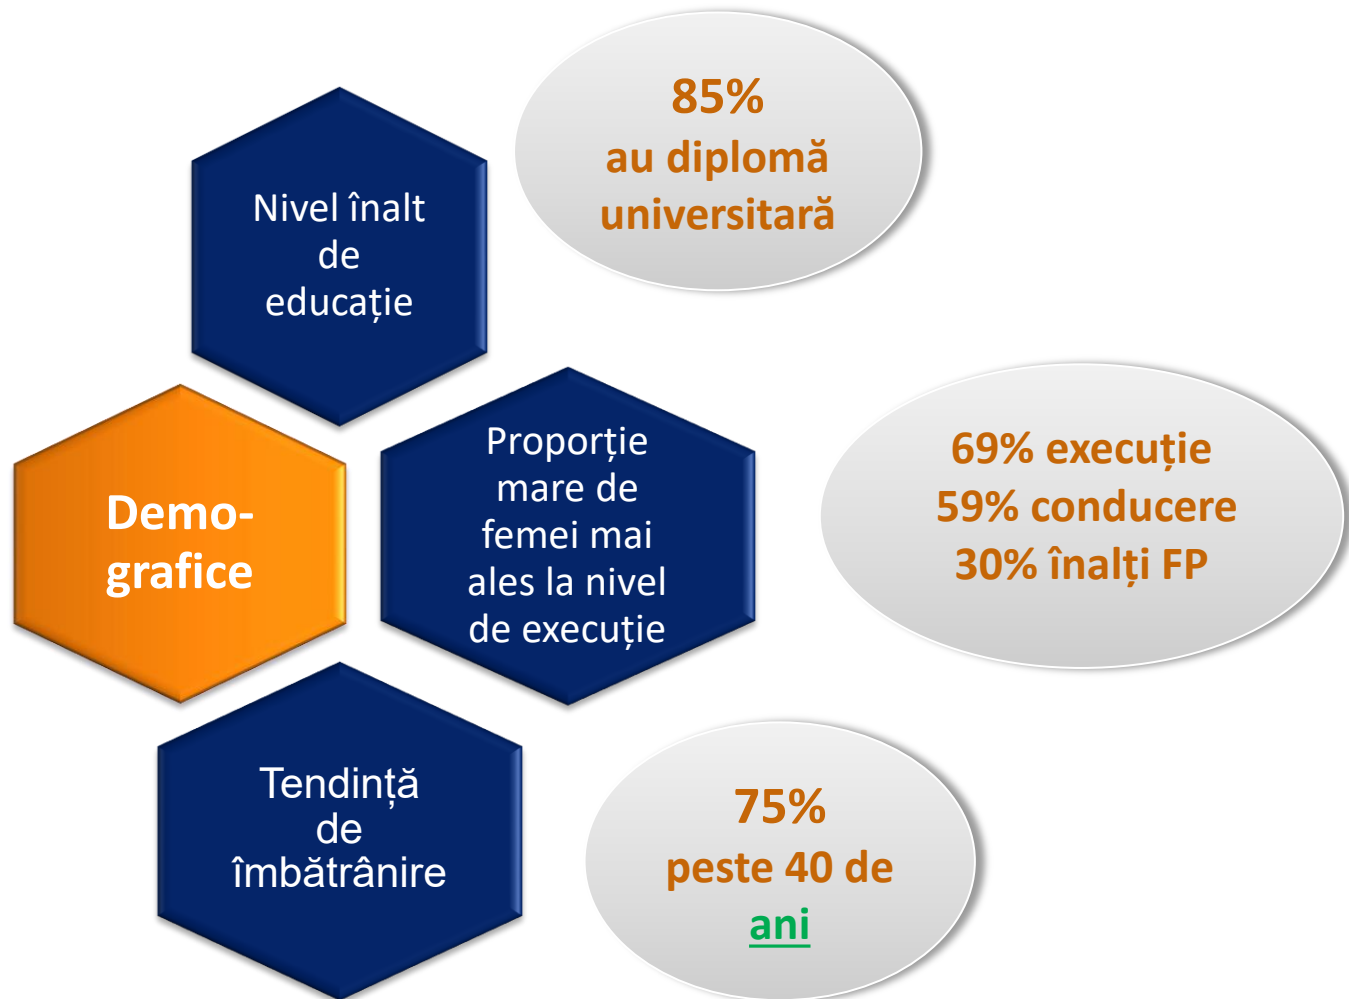 85%
au diplomă
universitară
Nivel înalt
de
educație
Demo-
grafice
Proporție
mare de
femei mai
ales la nivel
de execuție
69% execuție
59% conducere
30% înalți FP
Tendință
de
îmbătrânire
75%
peste 40 de
ani